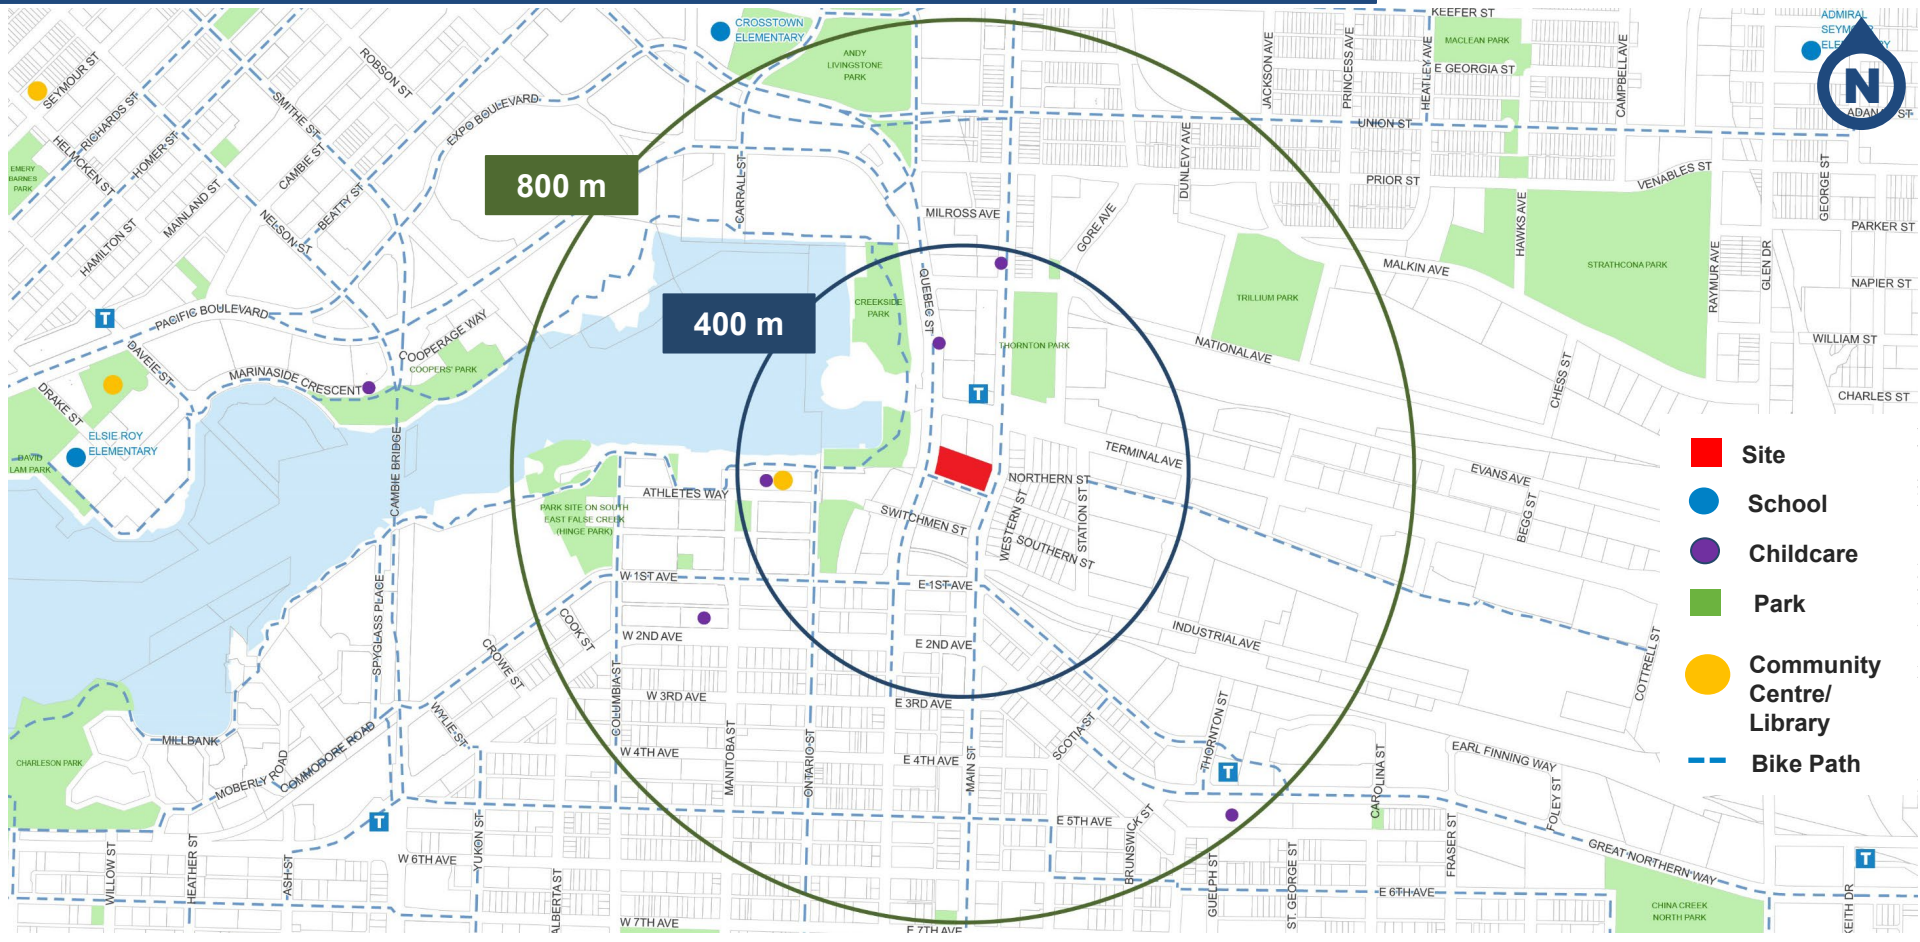 CROSSTOWN
ELEMENTARY
KEEFER ST
ADMIRAL
ANDY
LIVINGSTONE
PARK
MACLEAN PARK
E GEORGIA ST
SEYMOUR ST
ROBSON ST
JACKSON AVE
PRINCESS AVE
HEATLEY AVE
CAMPBELL AVE
N
RICHARDS ST
SMITHE ST
EXPO BOULEVARD
UNION ST
HELMCKEN ST
HOMER ST
CAMBIE ST
EMERY
BARNES
PARK
800 m
CARRALL ST
DUNLEVY AVE
PRIOR ST
VENABLES ST
GEORGE ST
HAMILTON ST
MAINLAND ST
NELSON ST
BEATTY ST
MILROSS AVE
GORE AVE
HAWKS AVE
PARKER ST
MALKIN AVE
STRATHCONA PARK
RAYMUR AVE
GLEN DR
NAPIER ST
QUEBEC ST
CREEKSIDE
PARK
TRILLIUM PARK
400 m
T
PACIFIC BOULEVARD
COOPERAGE WAY
COOPERS' PARK
THORNTON PARK
NATIONAL AVE
WILLIAM ST
DAVEIE ST
MARINASIDE CRESCENT
CHESS ST
CHARLES ST
DRAKE ST
T
ELSIE ROY
ELEMENTARY
DAVID
LAM PARK
CAMBIE BRIDGE
TERMINAL AVE
EVANS AVE
BEGG ST
Site
NORTHERN ST
ATHLETES WAY
PARK SITE ON SOUTH
EAST FALSE CREEK
(HINGE PARK)
SWITCHMEN ST
WESTERN ST
STATION ST
SOUTHERN ST
School
Childcare
W 1ST AVE
E 1ST AVE
Park
SPYGLASS PLACE
COOK ST
CROWE ST
W 2ND AVE
E 2ND AVE
INDUSTRIAL AVE
COTTRELL ST
Community
Centre/
Library
COLUMBIA ST
W 3RD AVE
E 3RD AVE
WYLIE ST
MANITOBA ST
ONTARIO ST
MAIN ST
SCOTIA ST
THORNTON ST
MILLBANK
W 4TH AVE
E 4TH AVE
CAROLINA ST
EARL FINNING WAY
Bike Path
CHARLESON PARK
MOBERLY ROAD
COMMODORE ROAD
T
T
FOLEY ST
E 5TH AVE
BRUNSWICK ST
FRASER ST
GREAT NORTHERN WAY
WILLOW ST
HEATHER ST
ASH ST
W 6TH AVE
YUKON ST
ALBERTA ST
GUELPH ST
ST. GEORGE ST
E 6TH AVE
T
KEITH DR
CHINA CREEK
NORTH PARK
W 7TH AVE
E 7TH AVE